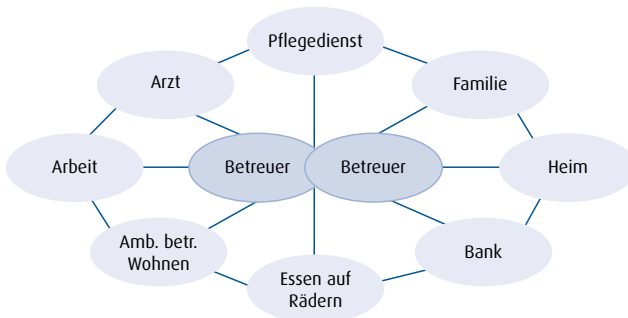 Pflegedienst
Arzt
Familie
Arbeit
Betreuer
Betreuer
Heim
Amb. betr.
Wohnen
Bank
Essen auf
Rädern